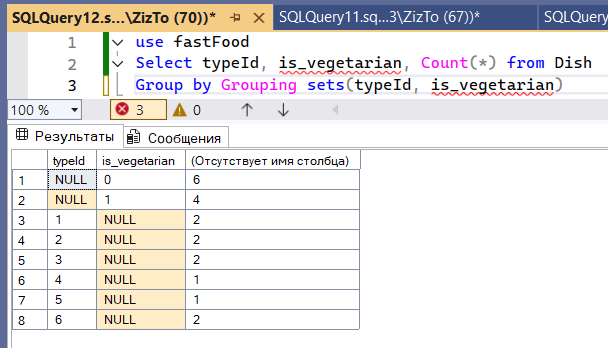 SQLQuery12.s...\ZizTo (70))*
SQLQuery11.sq...3\ZizTo (67))*
SQLQuery
1 use fastFood
2 Select typeId, is_vegetarian, Count(*) from Dish
3 Group by Grouping sets(typeId, is_vegetarian)
100 % 3 0
Результаты Сообщения
typeId is_vegetarian (Отсутствует имя столбца)
1 NULL 0 6
2 NULL 1 4
3 1 NULL 2
4 2 NULL 2
5 3 NULL 2
6 4 NULL 1
7 5 NULL 1
8 6 NULL 2